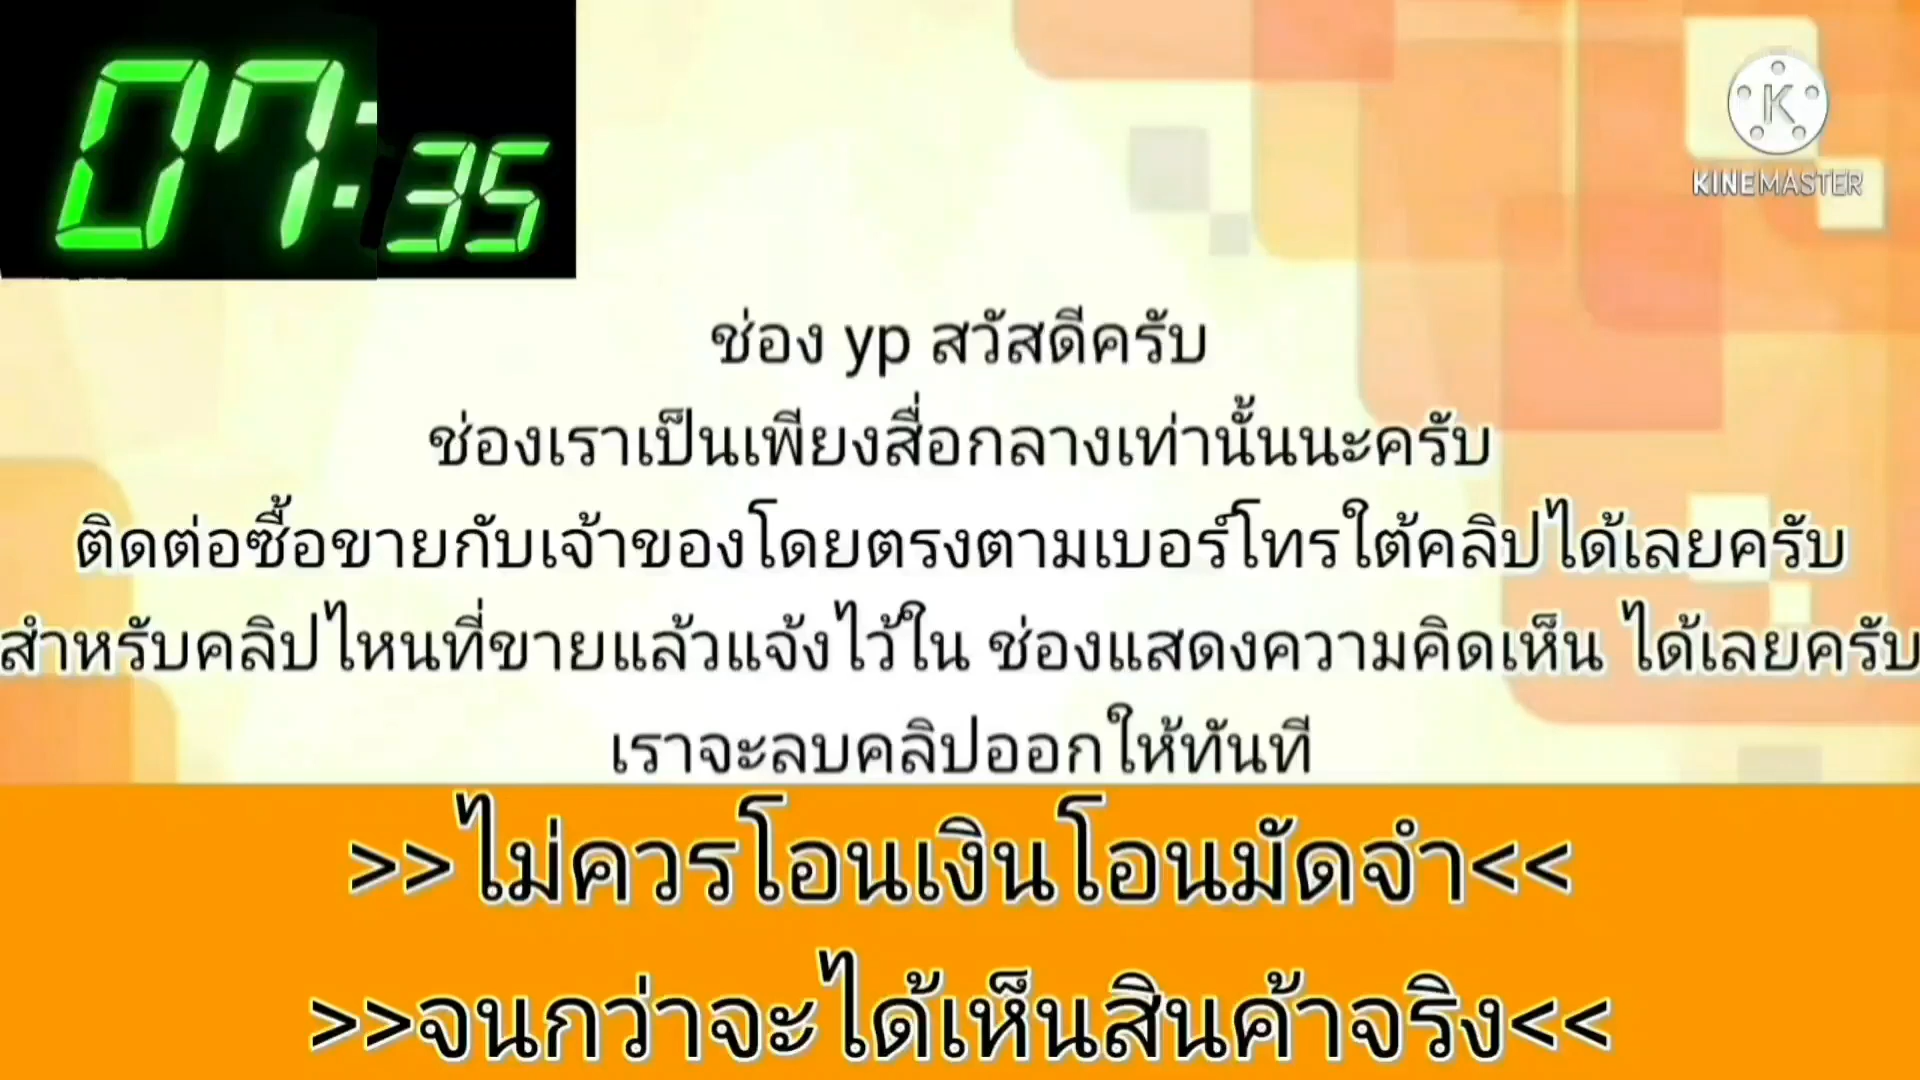 07:35
KINEMASTER
ช่อง yp สวัสดีครับ
ช่องเราเป็นเพียงสื่อกลางเท่านั้นนะครับ
ติดต่อซื้อขายกับเจ้าของโดยตรงตามเบอร์โทรใต้คลิปได้เลยครับ
สำหรับคลิปไหนที่ขายแล้วแจ้งไว้ใน ช่องแสดงความคิดเห็น ได้เลยครับ
เราจะลบคลิปออกให้ทันที
>>ไม่ควรโอนเงินโอนมัดจำ<<
>>จนกว่าจะได้เห็นสินค้าจริง<<